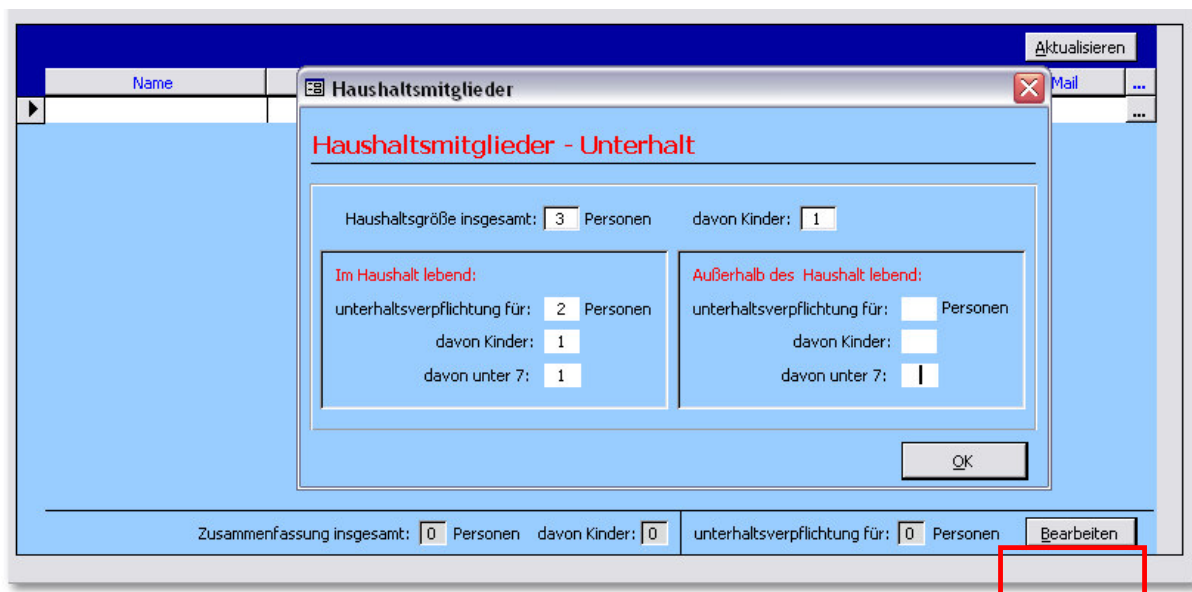 Aktualisieren
Name Mail ...
...
Haushaltsmitglieder
Haushaltsmitglieder - Unterhalt
Haushaltsgröße insgesamt: 3 Personen davon Kinder: 1
Im Haushalt lebend:
unterhaltsverpflichtung für: 2 Personen
davon Kinder: 1
davon unter 7: 1
Außerhalb des Haushalt lebend:
unterhaltsverpflichtung für: Personen
davon Kinder:
davon unter 7:
OK
Zusammenfassung insgesamt: 0 Personen davon Kinder: 0 unterhaltsverpflichtung für: 0 Personen Bearbeiten